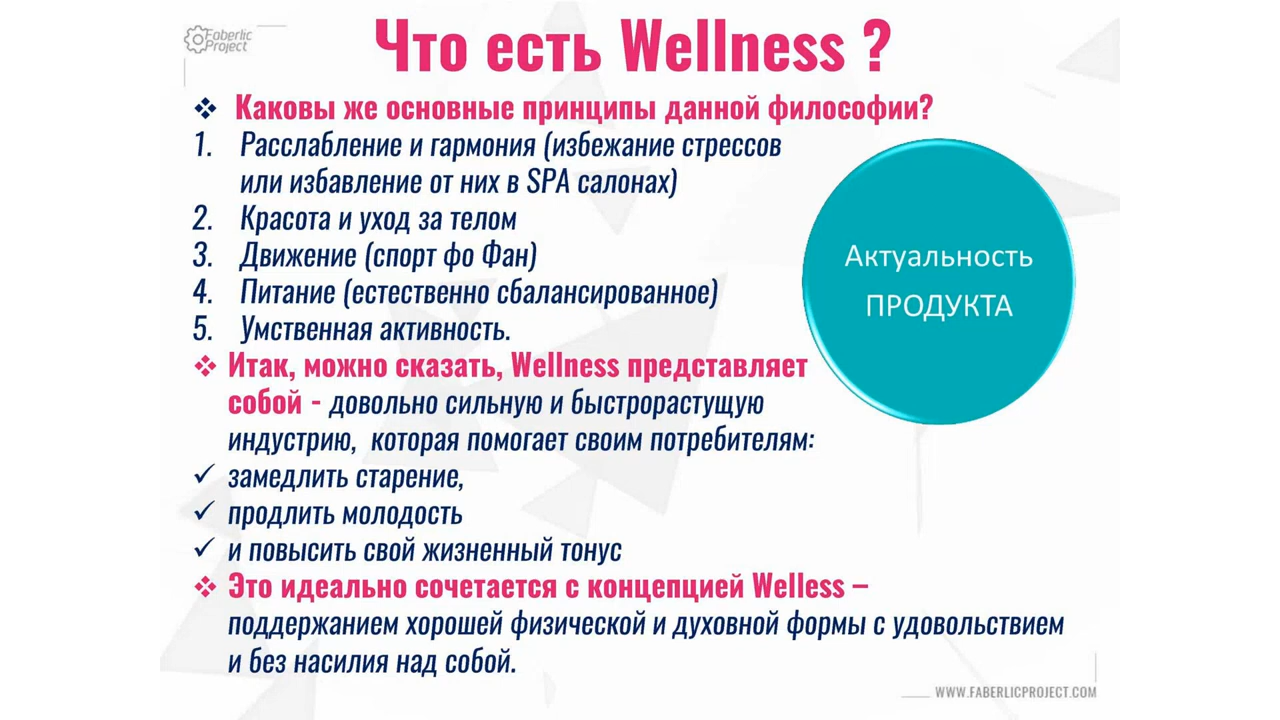 Faberlic
Project
Что есть Wellness ?
❖ Каковы же основные принципы данной философии?
1. Расслабление и гармония (избежание стрессов
или избавление от них в SPA салонах)
2. Красота и уход за телом
3. Движение (спорт фо Фан)
4. Питание (естественно сбалансированное)
5. Умственная активность.
Актуальность
ПРОДУКТА
❖ Итак, можно сказать, Wellness представляет
собой - довольно сильную и быстрорастущую
индустрию, которая помогает своим потребителям:
✓ замедлить старение,
✓ продлить молодость
✓ и повысить свой жизненный тонус
❖ Это идеально сочетается с концепцией Welless –
поддержанием хорошей физической и духовной формы с удовольствием
и без насилия над собой.
WWW.FABERLICPROJECT.COM